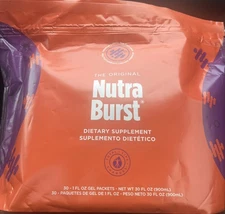 THE ORIGINAL
Nutra
Burst®
DIETARY SUPPLEMENT
SUPLEMENTO DIETÉTICO
30 - 1 FL OZ GEL PACKETS - NET WT 30 FL OZ (900mL)
30 - PAQUETES DE GEL DE 1 FL OZ - PESO NETO 30 FL OZ (900mL)